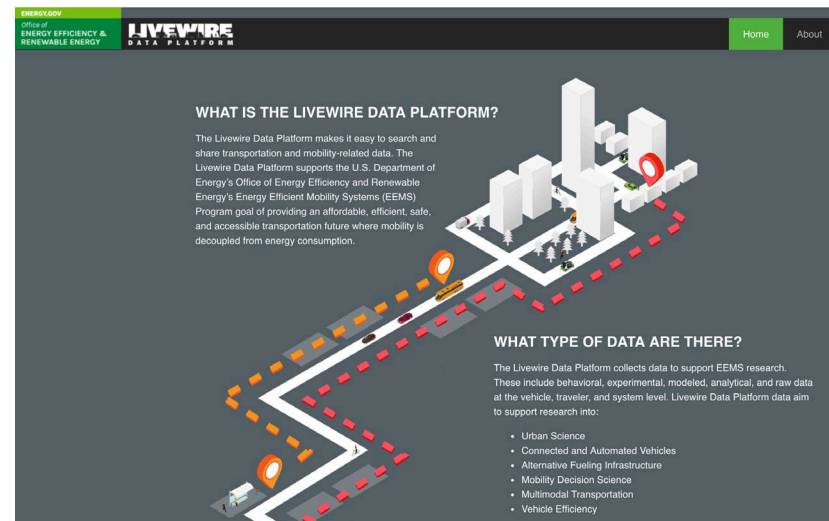 ENERGY.GOV
Office of
ENERGY EFFICIENCY &
RENEWABLE ENERGY
LIVEWIRE
DATA PLATFORM
Home
About
WHAT IS THE LIVEWIRE DATA PLATFORM?
The Livewire Data Platform makes it easy to search and
share transportation and mobility-related data. The
Livewire Data Platform supports the U.S. Department of
Energy's Office of Energy Efficiency and Renewable
Energy's Energy Efficient Mobility Systems (EEMS)
Program goal of providing an affordable, efficient, safe,
and accessible transportation future where mobility is
decoupled from energy consumption.
WHAT TYPE OF DATA ARE THERE?
The Livewire Data Platform collects data to support EEMS research.
These include behavioral, experimental, modeled, analytical, and raw data
at the vehicle, traveler, and system level. Livewire Data Platform data aim
to support research into:
• Urban Science
• Connected and Automated Vehicles
• Alternative Fueling Infrastructure
• Mobility Decision Science
• Multimodal Transportation
• Vehicle Efficiency